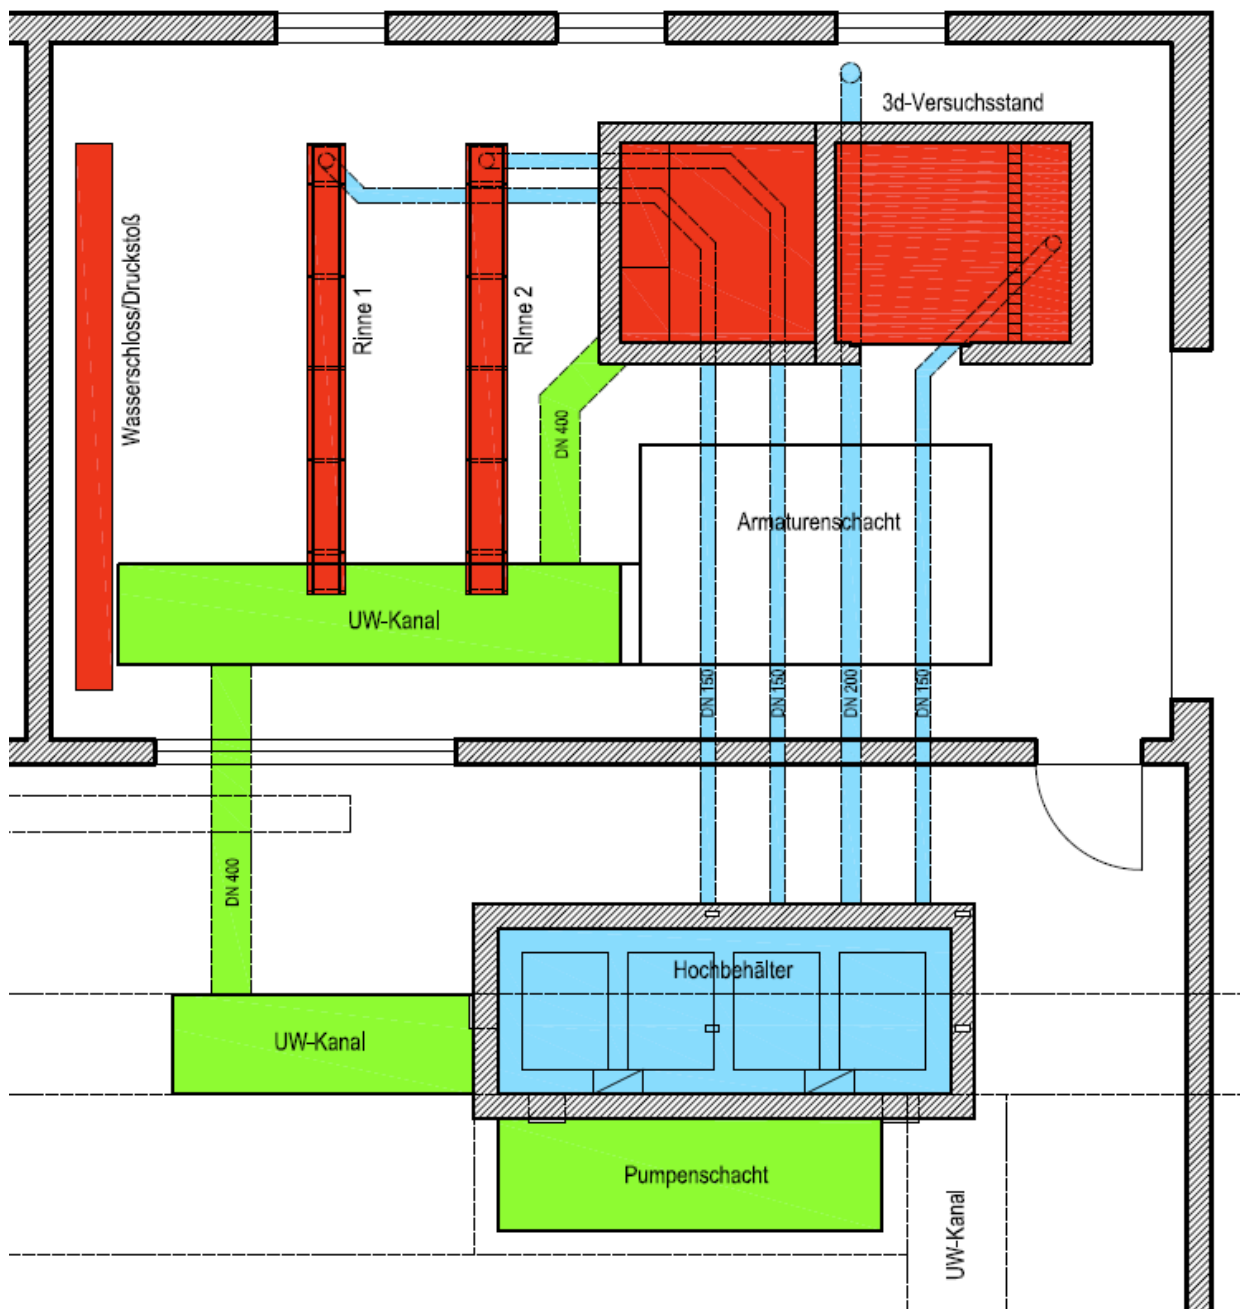 3d-Versuchsstand
Wasserschloss/Druckstoß
Rinne 1
RInne 2
DN 400
Armaturenschacht
UW-Kanal
DN 150
DN 150
DN 200
DN 150
DN 400
Hochbehälter
UW-Kanal
Pumpenschacht
UW-Kanal